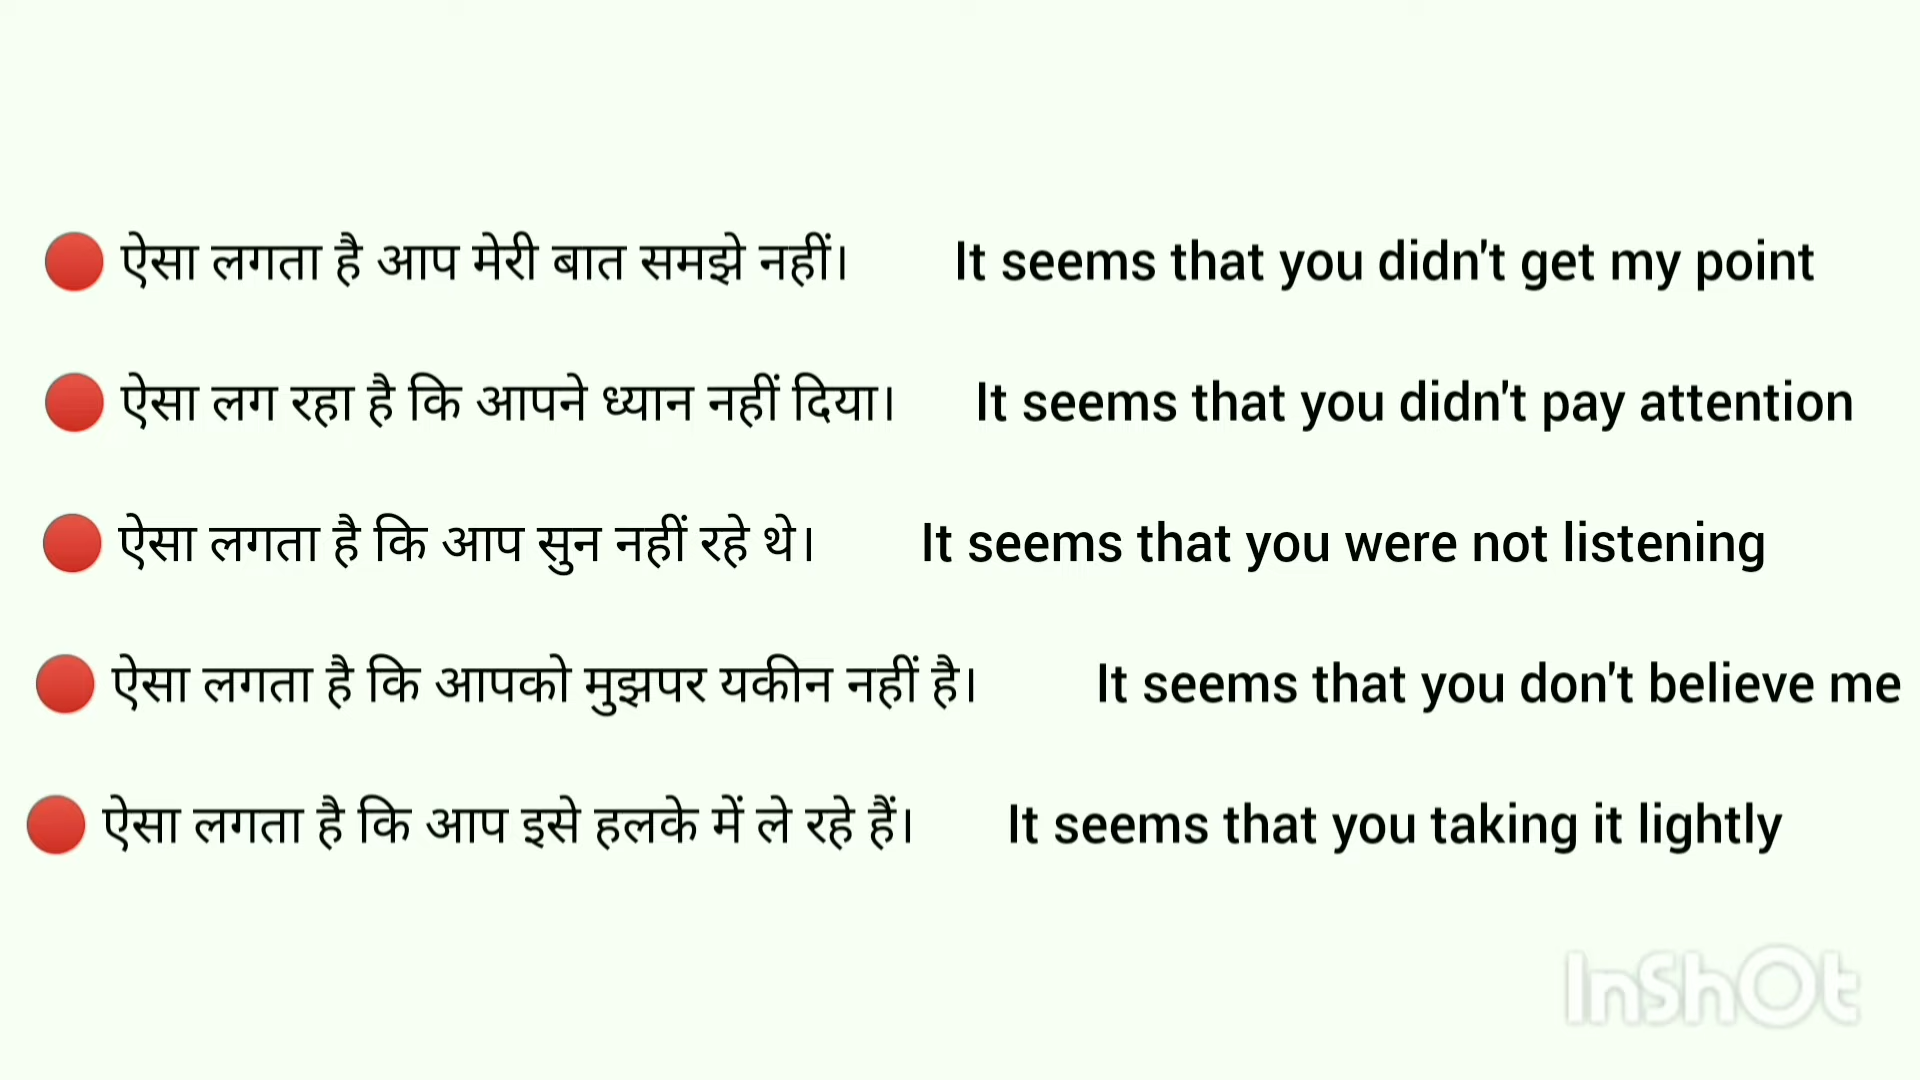 🔴 ऐसा लगता है आप मेरी बात समझे नहीं। It seems that you didn't get my point
🔴 ऐसा लग रहा है कि आपने ध्यान नहीं दिया। It seems that you didn't pay attention
🔴 ऐसा लगता है कि आप सुन नहीं रहे थे। It seems that you were not listening
🔴 ऐसा लगता है कि आपको मुझपर यकीन नहीं है। It seems that you don't believe me
🔴 ऐसा लगता है कि आप इसे हलके में ले रहे हैं। It seems that you taking it lightly
InShOt